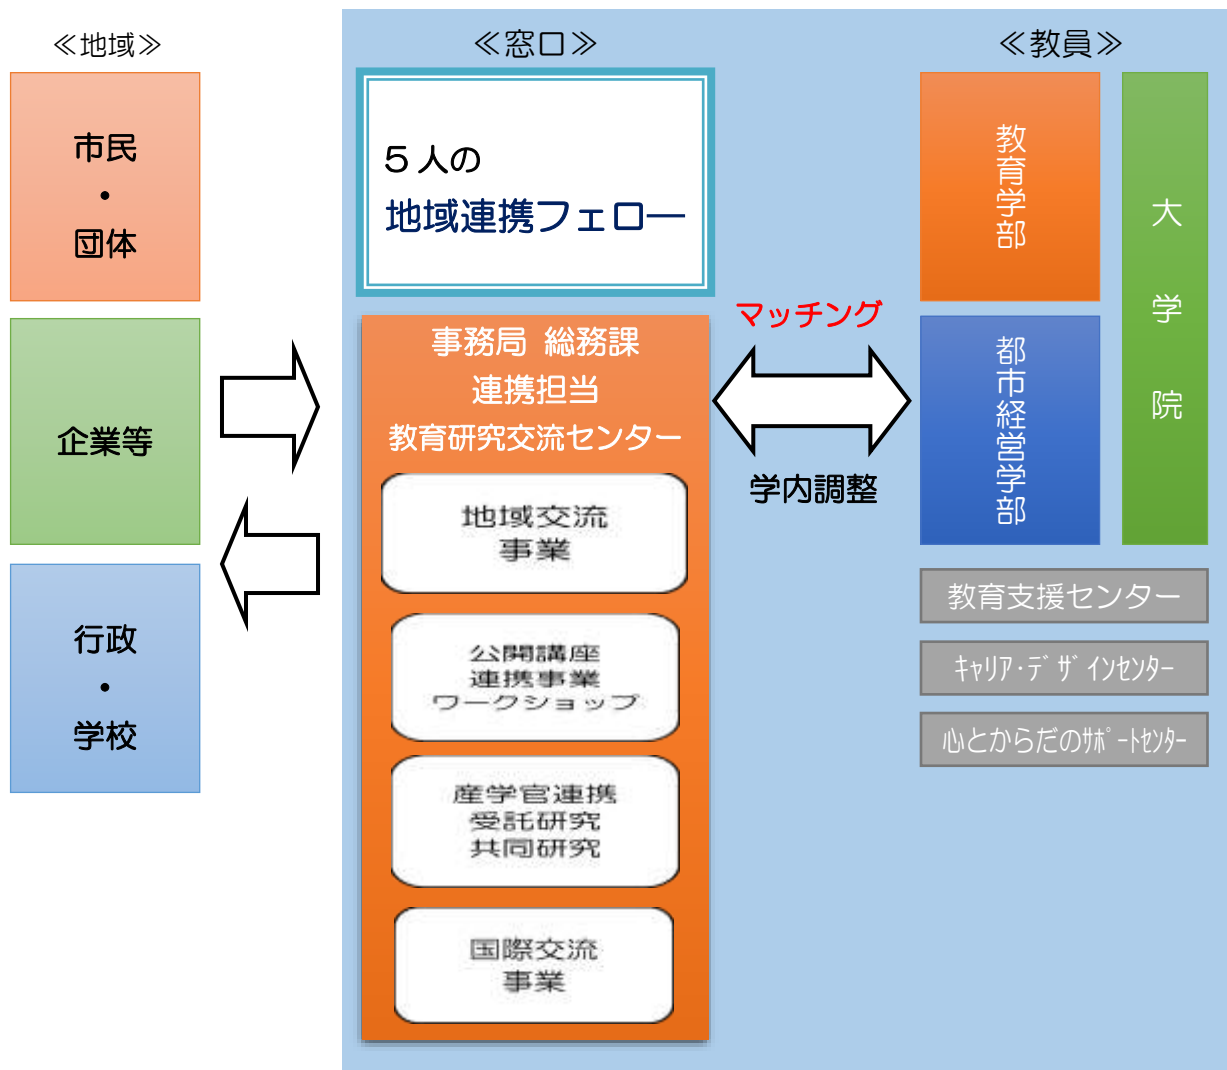 ≪地域≫
市民
・
団体
企業等
行政
・
学校
≪窓口≫
5人の
地域連携フェロー
事務局 総務課
連携担当
教育研究交流センター
地域交流
事業
公開講座
連携事業
ワークショップ
産学官連携
受託研究
共同研究
国際交流
事業
マッチング
学内調整
≪教員≫
教育学部
都市経営学部
大学院
教育支援センター
ｷｬﾘｱ･ﾃﾞｻﾞｲﾝｾﾝﾀｰ
心とからだのｻﾎﾟｰﾄｾﾝﾀｰ